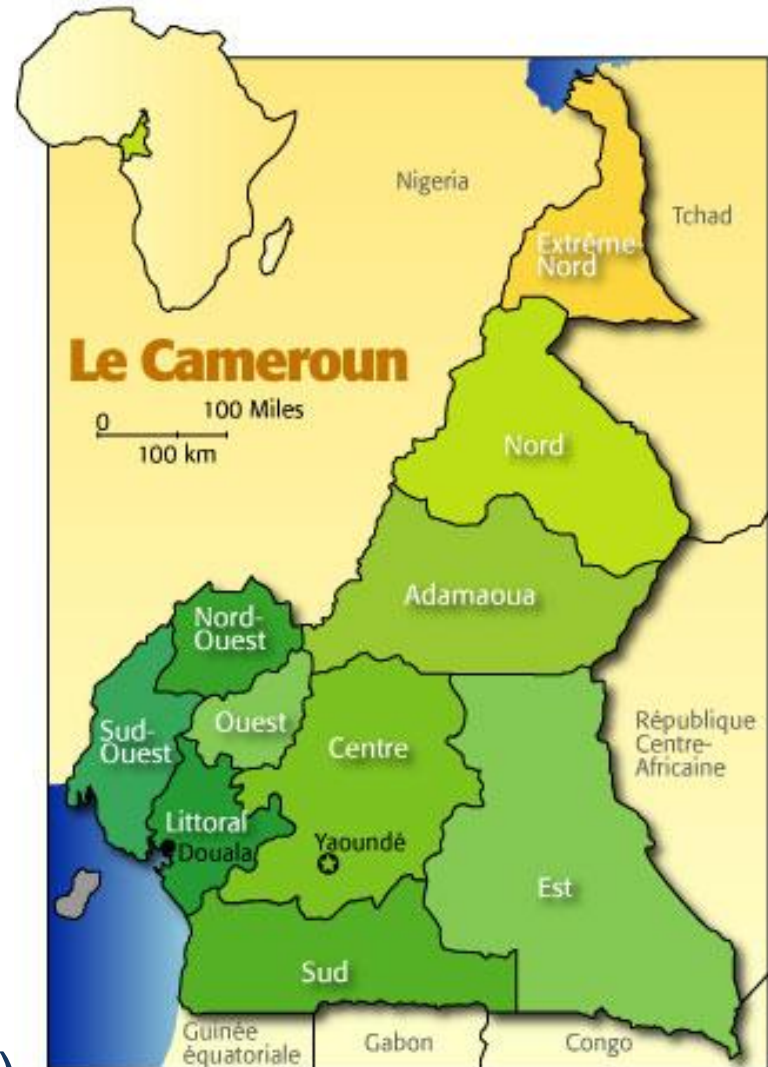 Nigeria
Tchad
Extrême-
Nord
Le Cameroun
100 Miles
0
100 km
Nord
Adamaoua
Nord-
Ouest
Sud-
Ouest
Ouest
Centre
République
Centre-
Africaine
Littoral
Douala
Yaoundé
Est
Sud
Guinée
équatoriale
Gabon
Congo
)